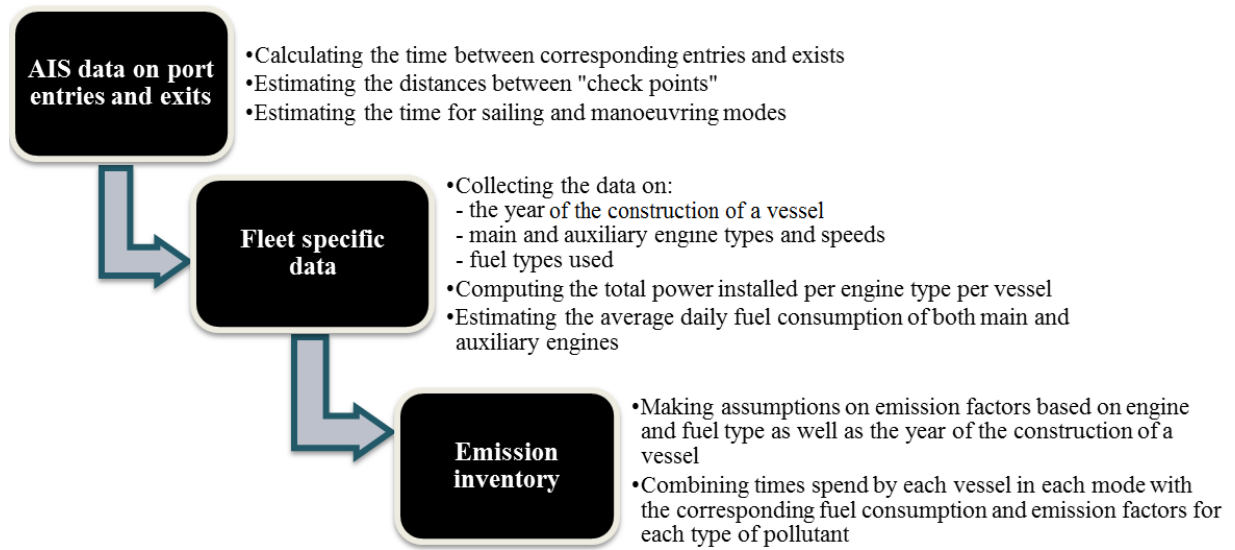 AIS data on port
entries and exits
•Calculating the time between corresponding entries and exists
•Estimating the distances between "check points"
•Estimating the time for sailing and manoeuvring modes
Fleet specific
data
•Collecting the data on:
- the year of the construction of a vessel
- main and auxiliary engine types and speeds
- fuel types used
•Computing the total power installed per engine type per vessel
•Estimating the average daily fuel consumption of both main and
auxiliary engines
Emission
inventory
•Making assumptions on emission factors based on engine
and fuel type as well as the year of the construction of a
vessel
•Combining times spend by each vessel in each mode with
the corresponding fuel consumption and emission factors for
each type of pollutant